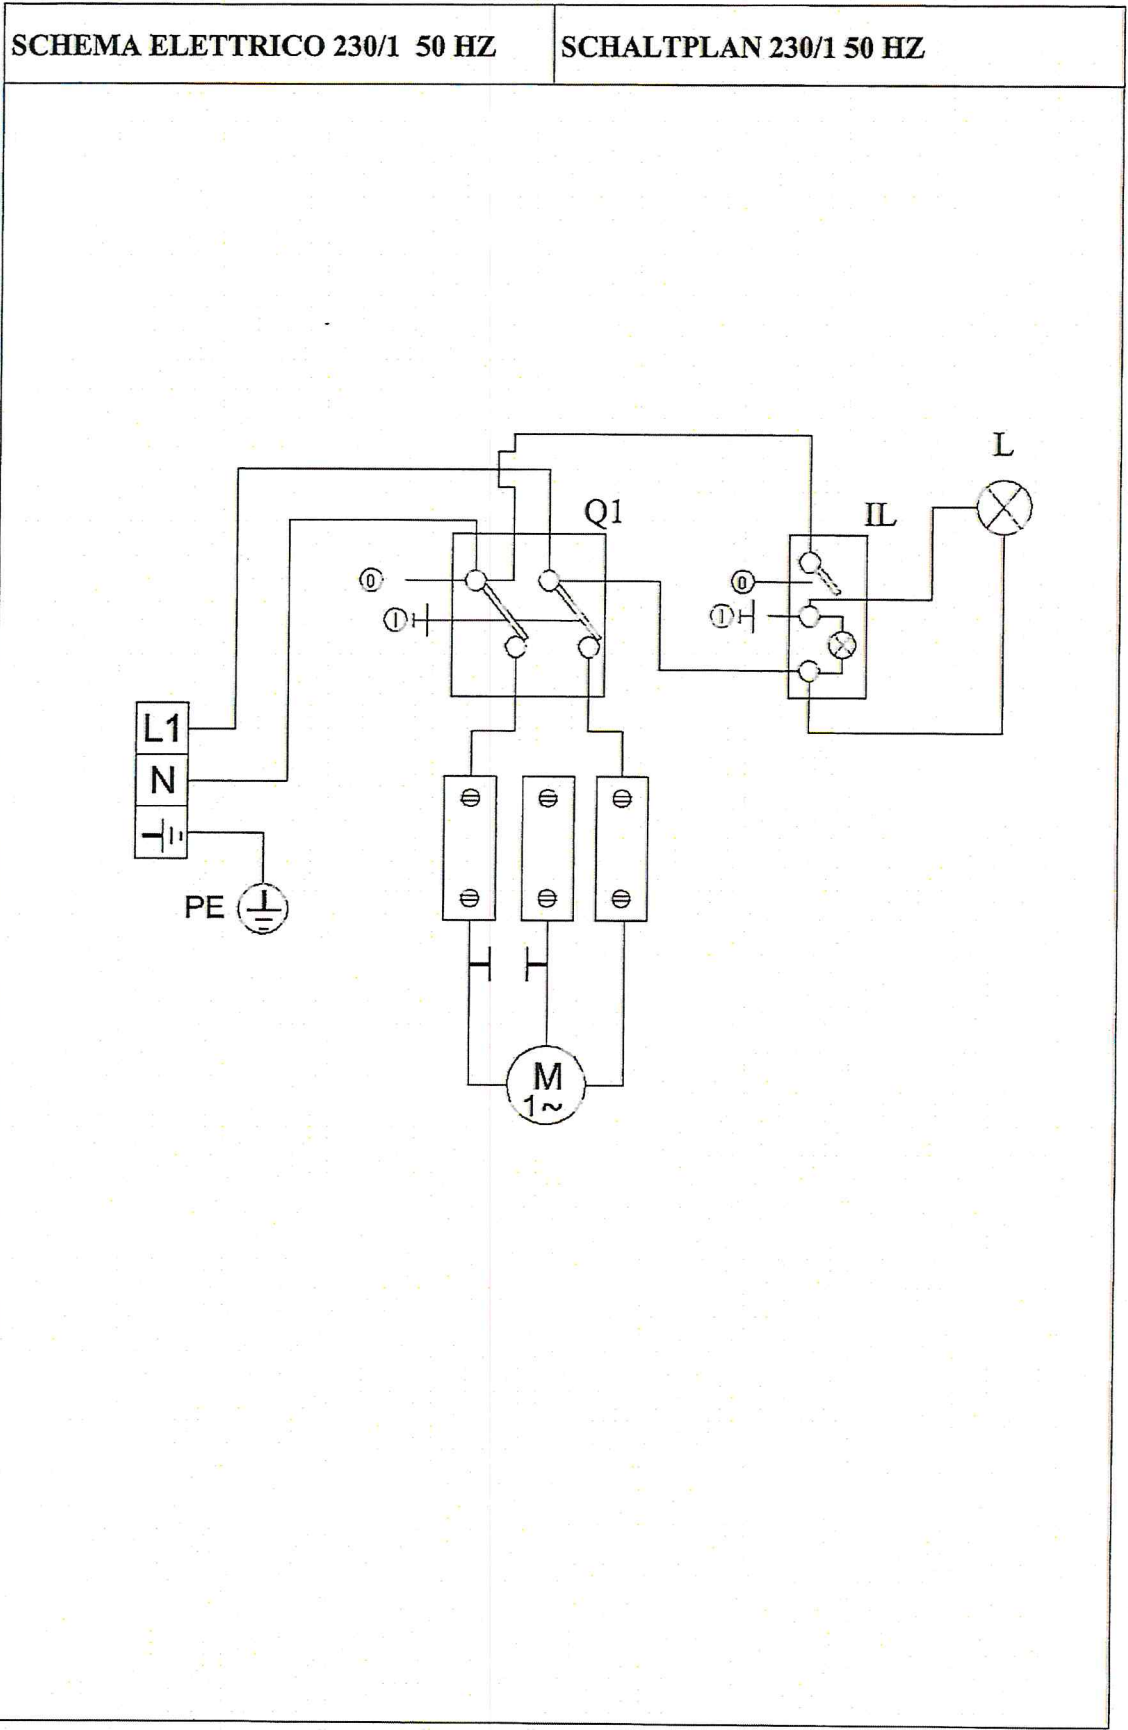 SCHEMA ELETTRICO 230/1 50 HZ
SCHALTPLAN 230/1 50 HZ
L
Q1
IL
0
0
I
I
L1
N
PE
M
1~